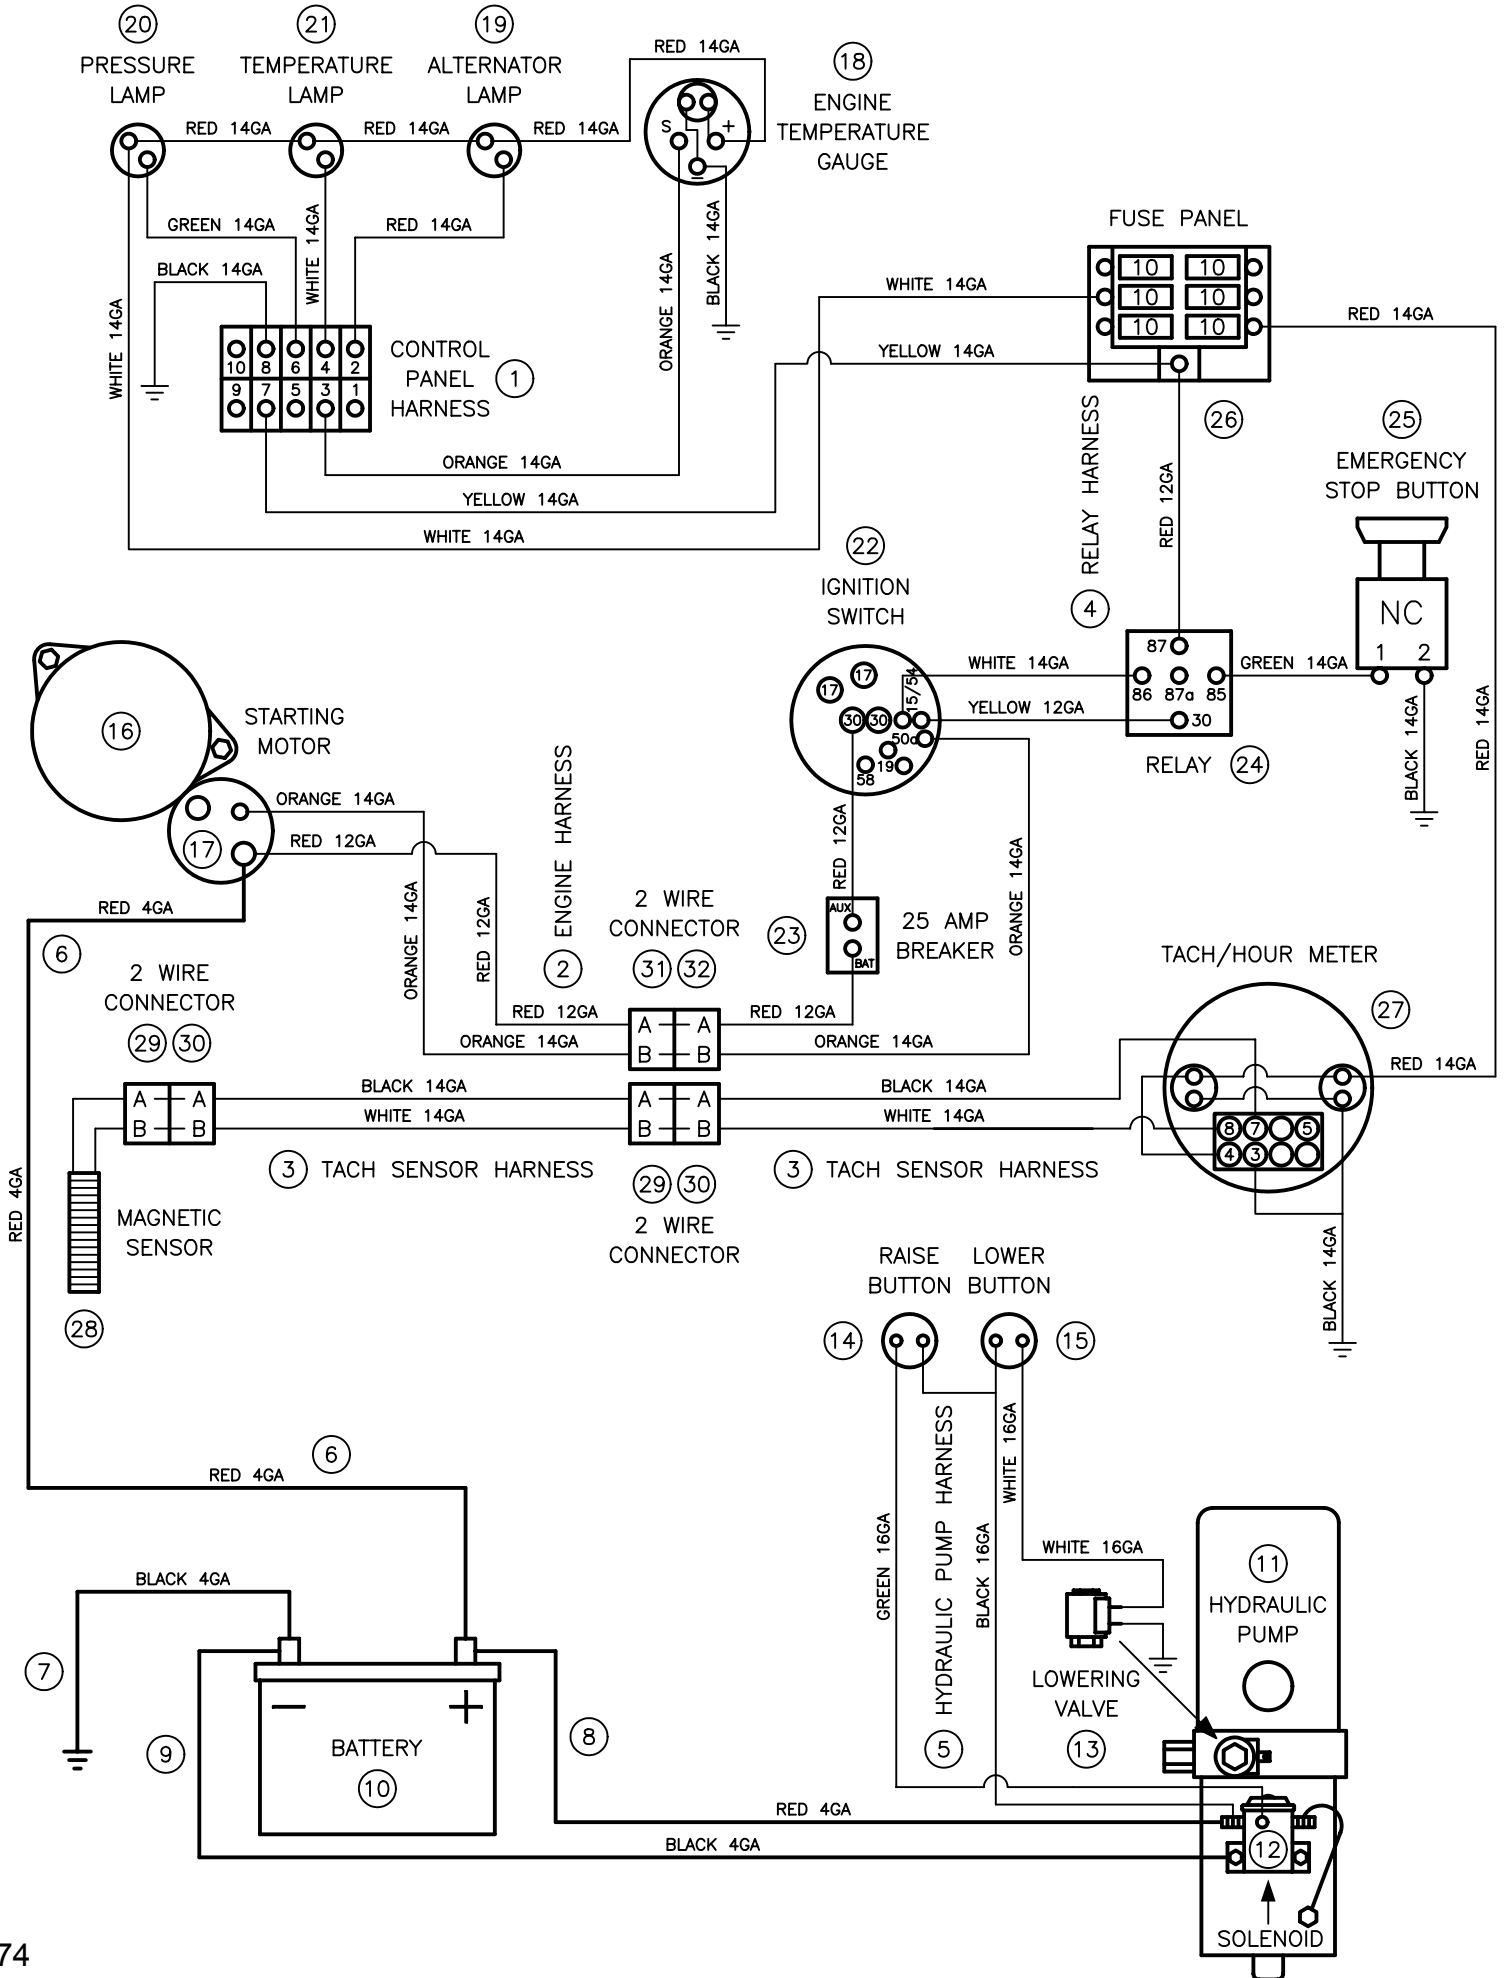 20
21
19
PRESSURE
LAMP
TEMPERATURE
LAMP
ALTERNATOR
LAMP
RED 14GA
18
ENGINE
TEMPERATURE
GAUGE
RED 14GA
RED 14GA
RED 14GA
S
+
–
GREEN 14GA
WHITE 14GA
RED 14GA
BLACK 14GA
WHITE 14GA
ORANGE 14GA
BLACK 14GA
10 8 6 4 2
9 7 5 3 1
CONTROL
PANEL
HARNESS
1
ORANGE 14GA
YELLOW 14GA
WHITE 14GA
FUSE PANEL
10 10
10 10
10 10
WHITE 14GA
YELLOW 14GA
RED 14GA
26
RELAY HARNESS
4
RED 12GA
25
EMERGENCY
STOP BUTTON
NC
1 2
22
IGNITION
SWITCH
17
17
30
30
15/54
50a
19
58
WHITE 14GA
YELLOW 12GA
87
86
87a
85
30
GREEN 14GA
RELAY
24
BLACK 14GA
RED 14GA
16
STARTING
MOTOR
17
ORANGE 14GA
RED 12GA
RED 4GA
6
ORANGE 14GA
RED 12GA
ENGINE HARNESS
2
2 WIRE
CONNECTOR
31
32
RED 12GA
23
AUX
BAT
25 AMP
BREAKER
ORANGE 14GA
RED 12GA
ORANGE 14GA
A A
B B
RED 12GA
ORANGE 14GA
2 WIRE
CONNECTOR
29
30
A A
B B
BLACK 14GA
WHITE 14GA
A A
B B
BLACK 14GA
WHITE 14GA
3
TACH SENSOR HARNESS
29
30
2 WIRE
CONNECTOR
3
TACH SENSOR HARNESS
TACH/HOUR METER
27
RED 14GA
8 7 5
4 3
BLACK 14GA
RED 4GA
MAGNETIC
SENSOR
28
RAISE
BUTTON
LOWER
BUTTON
14
15
GREEN 16GA
HYDRAULIC PUMP HARNESS
5
BLACK 16GA
WHITE 16GA
WHITE 16GA
LOWERING
VALVE
13
11
HYDRAULIC
PUMP
6
RED 4GA
BLACK 4GA
7
9
–
+
BATTERY
10
8
RED 4GA
BLACK 4GA
12
SOLENOID
74